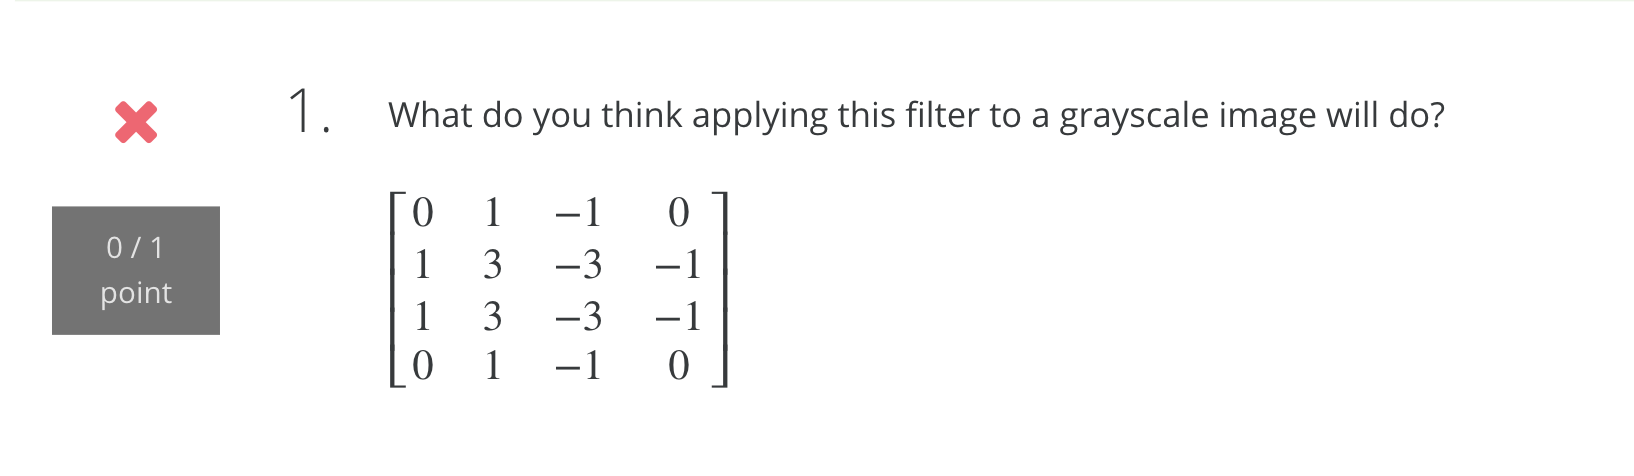 1. What do you think applying this filter to a grayscale image will do?
0 / 1
point
0 1 −1 0
1 3 −3 −1
1 3 −3 −1
0 1 −1 0